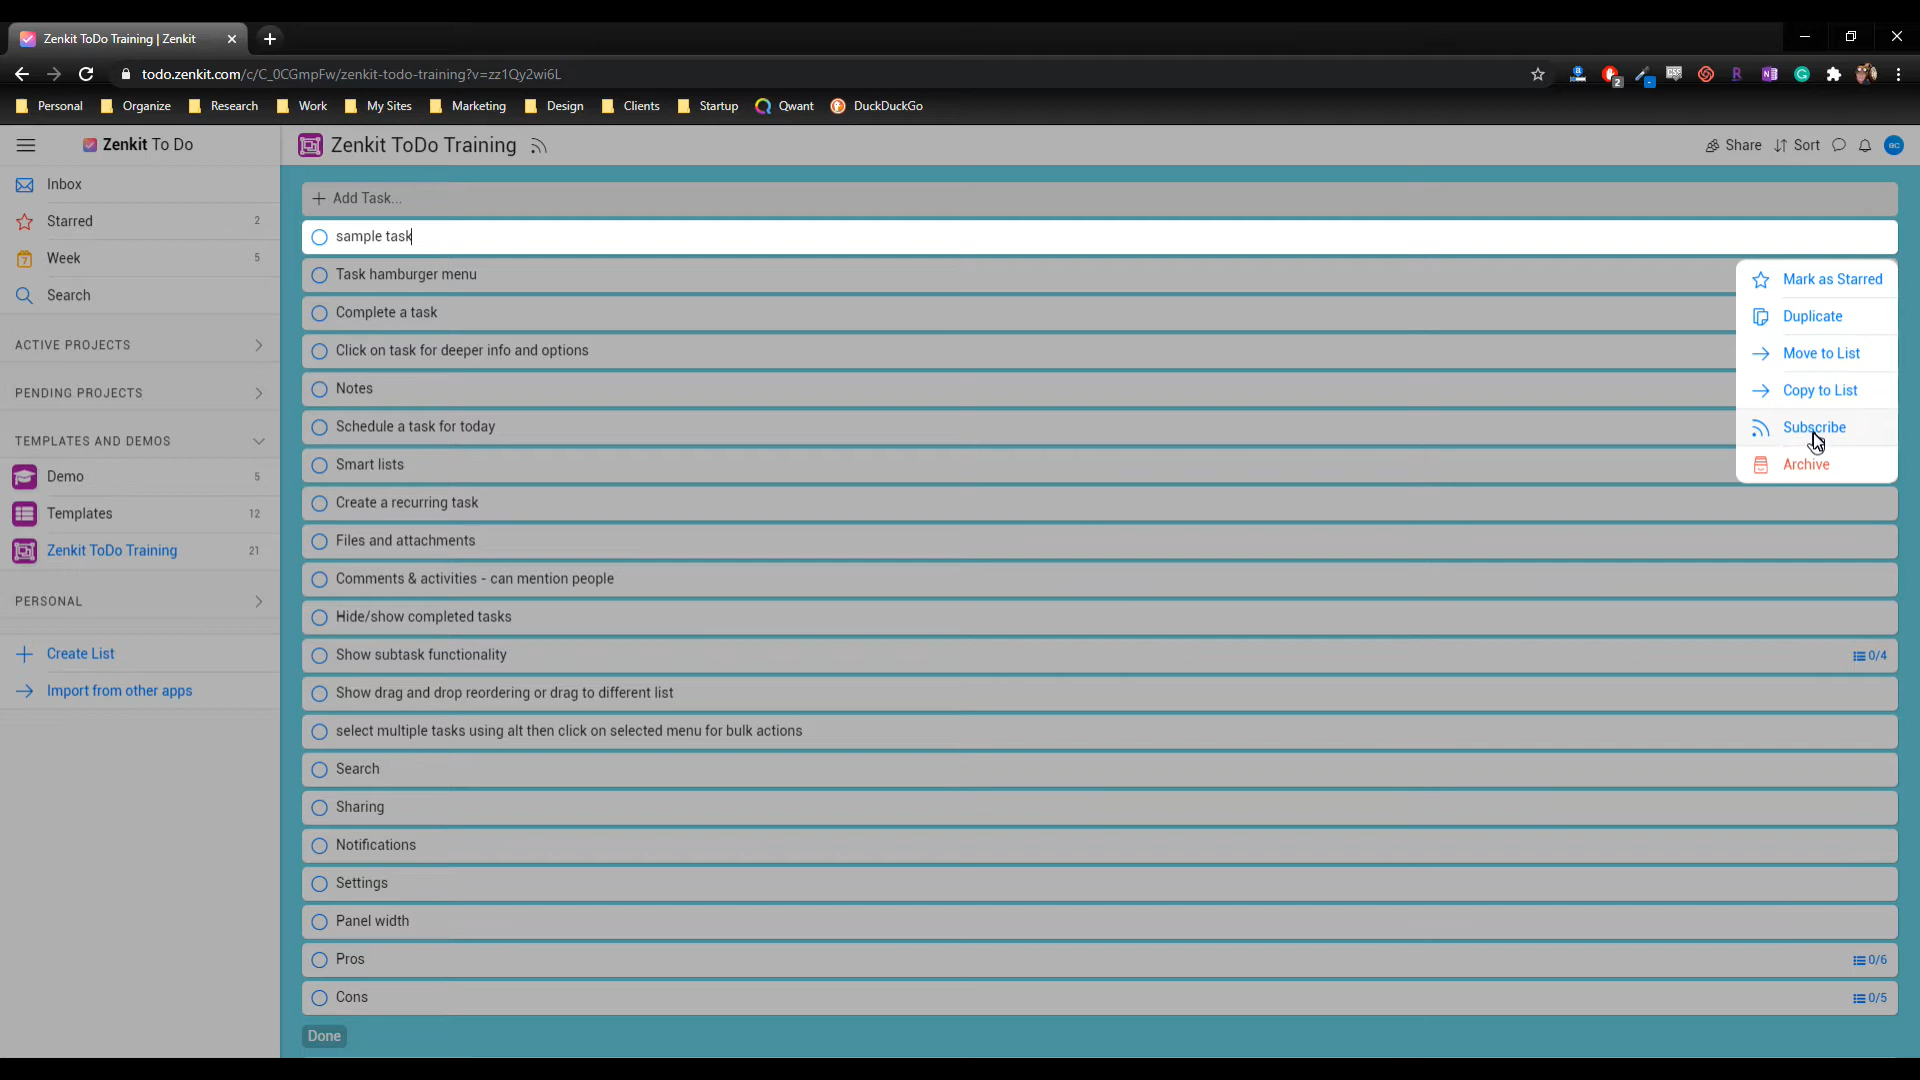 Zenkit ToDo Training | Zenkit
todo.zenkit.com/c/C_0CGmpFw/zenkit-todo-training?v=zz1Qy2wi6L
Personal Organize Research Work My Sites Marketing Design Clients Startup Qwant DuckDuckGo
Zenkit To Do
Zenkit ToDo Training
Share Sort
Inbox
Starred 2
Week 5
Search
ACTIVE PROJECTS
PENDING PROJECTS
TEMPLATES AND DEMOS
Demo 5
Templates 12
Zenkit ToDo Training 21
PERSONAL
Create List
Import from other apps
Add Task...
sample task
Task hamburger menu
Complete a task
Click on task for deeper info and options
Notes
Schedule a task for today
Smart lists
Create a recurring task
Files and attachments
Comments & activities - can mention people
Hide/show completed tasks
Show subtask functionality 0/4
Show drag and drop reordering or drag to different list
select multiple tasks using alt then click on selected menu for bulk actions
Search
Sharing
Notifications
Settings
Panel width
Pros 0/6
Cons 0/5
Done
Mark as Starred
Duplicate
Move to List
Copy to List
Subscribe
Archive